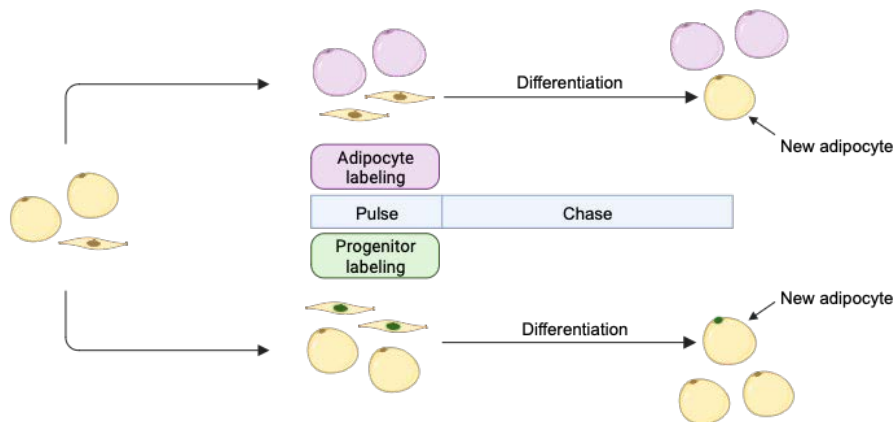 Differentiation
New adipocyte
Adipocyte
labeling
Pulse
Chase
Progenitor
labeling
New adipocyte
Differentiation